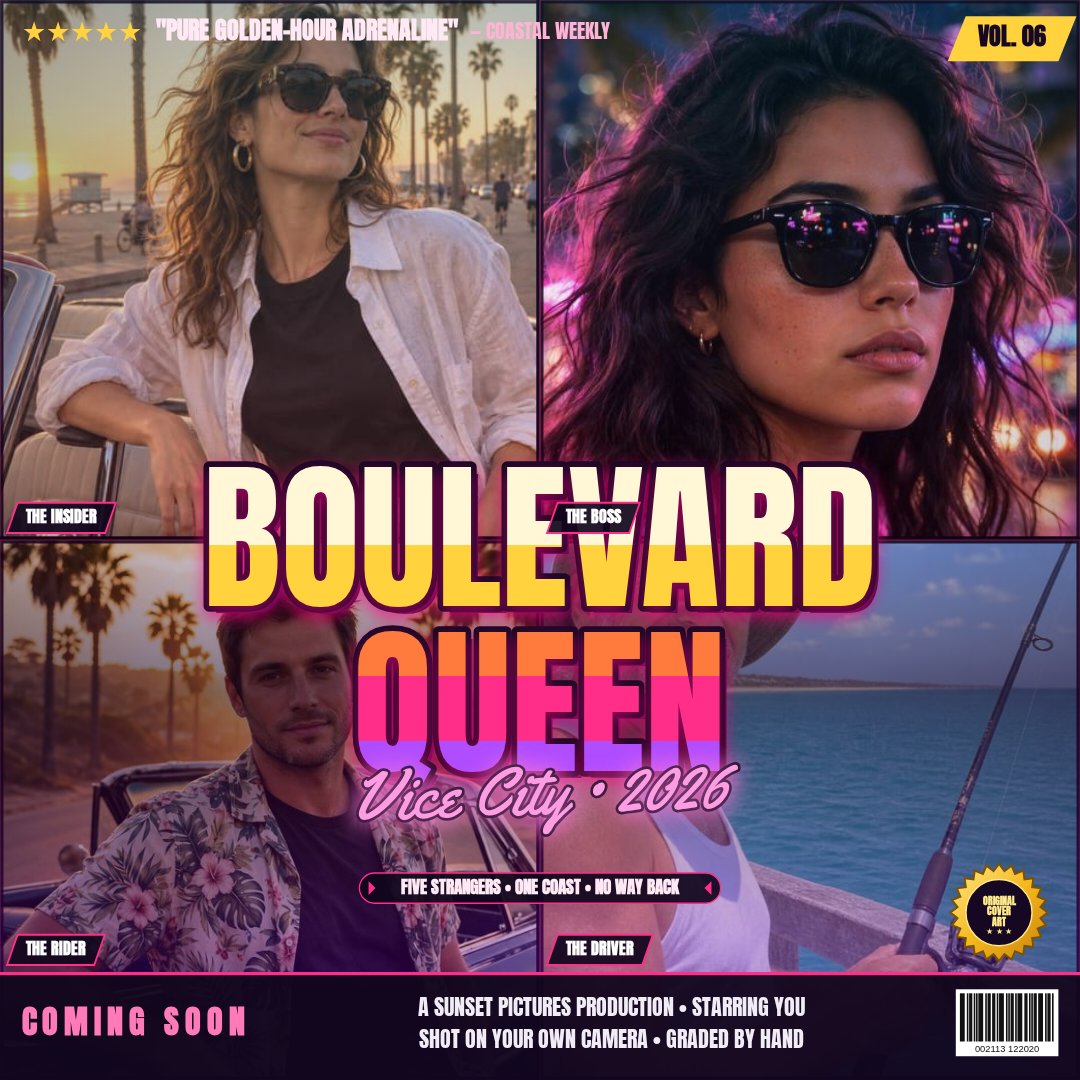 ★★★★★ "PURE GOLDEN-HOUR ADRENALINE" — COASTAL WEEKLY
VOL. 06
THE INSIDER
THE BOSS
BOULEVARD
QUEEN
Vice City • 2026
FIVE STRANGERS • ONE COAST • NO WAY BACK
ORIGINAL
COVER
ART
★ ★ ★
THE RIDER
THE DRIVER
COMING SOON
A SUNSET PICTURES PRODUCTION • STARRING YOU
SHOT ON YOUR OWN CAMERA • GRADED BY HAND
002113 122020